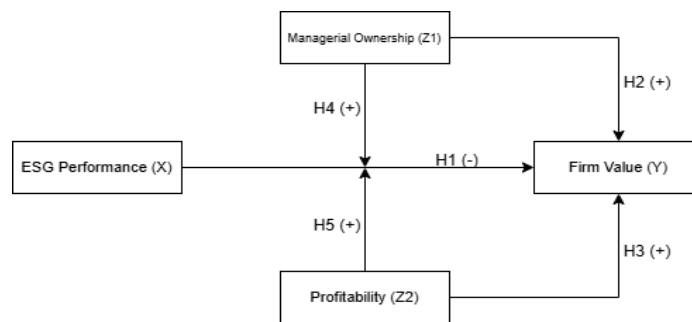 Managerial Ownership (Z1)
H2 (+)
H4 (+)
ESG Performance (X)
H1 (-)
Firm Value (Y)
H5 (+)
H3 (+)
Profitability (Z2)